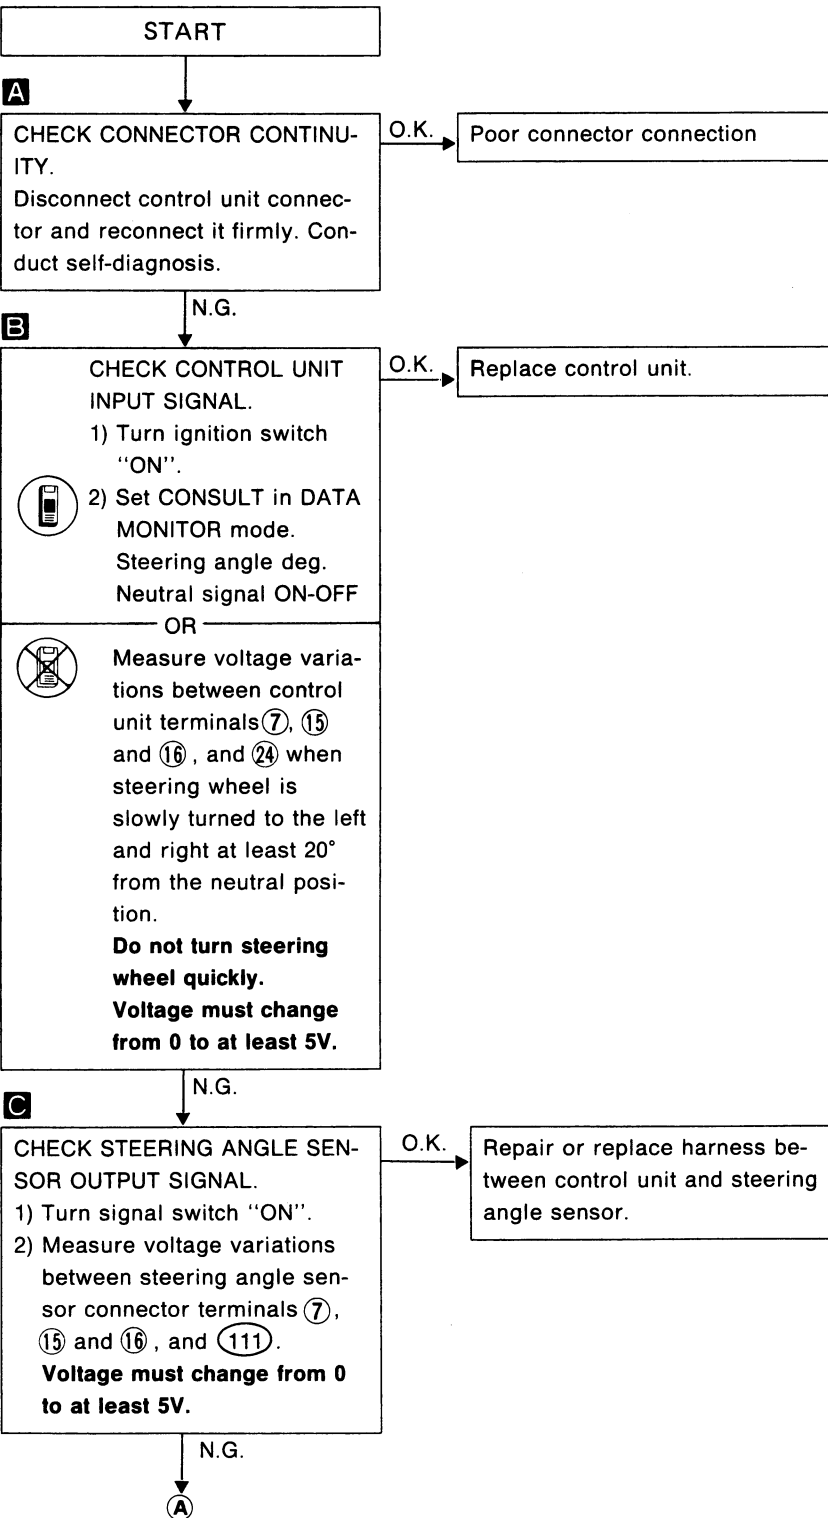 START
A
CHECK CONNECTOR CONTINU-
ITY.
Disconnect control unit connec-
tor and reconnect it firmly. Con-
duct self-diagnosis.
O.K.
Poor connector connection
N.G.
B
CHECK CONTROL UNIT
INPUT SIGNAL.
1) Turn ignition switch
"ON".
2) Set CONSULT in DATA
MONITOR mode.
Steering angle deg.
Neutral signal ON-OFF
O.K.
Replace control unit.
OR
Measure voltage varia-
tions between control
unit terminals ⑦, ⑮
and ⑯ , and ㉔ when
steering wheel is
slowly turned to the left
and right at least 20°
from the neutral posi-
tion.
Do not turn steering
wheel quickly.
Voltage must change
from 0 to at least 5V.
N.G.
C
CHECK STEERING ANGLE SEN-
SOR OUTPUT SIGNAL.
1) Turn signal switch "ON".
2) Measure voltage variations
between steering angle sen-
sor connector terminals ⑦,
⑮ and ⑯ , and (111).
Voltage must change from 0
to at least 5V.
O.K.
Repair or replace harness be-
tween control unit and steering
angle sensor.
N.G.
Ⓐ